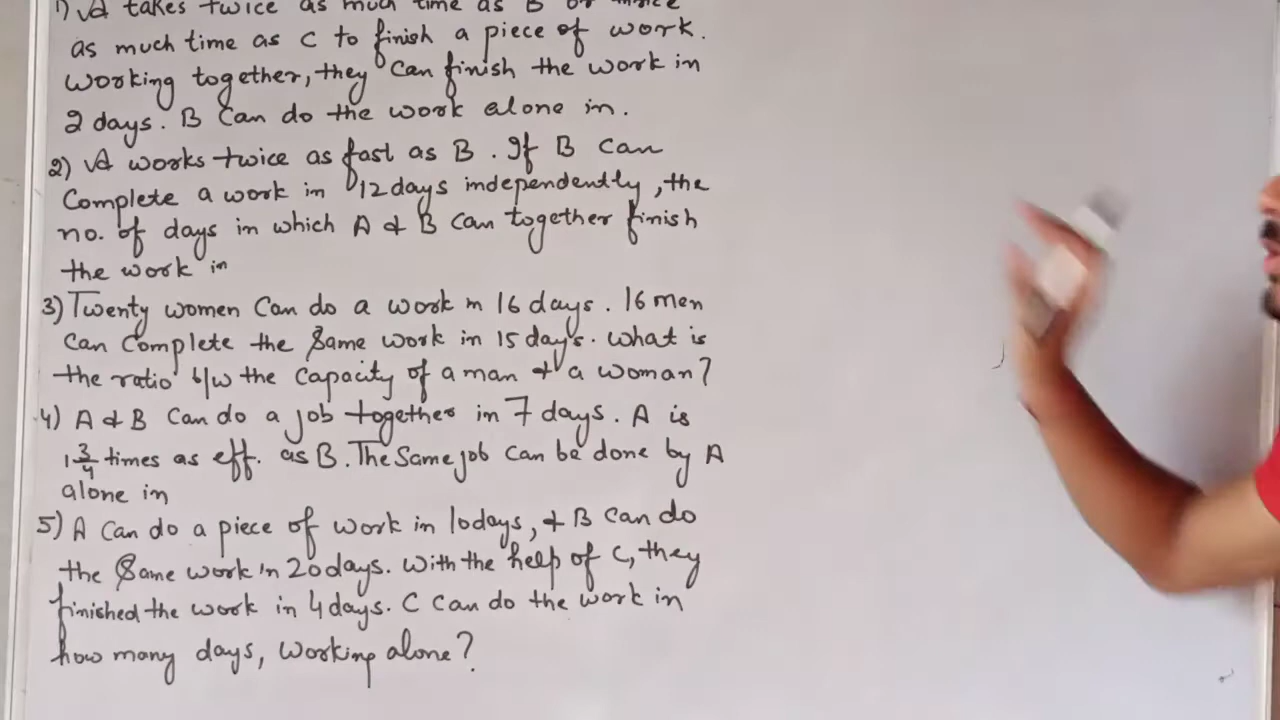 1) A takes twice as much time as B or thrice
as much time as C to finish a piece of work.
Working together, they can finish the work in
2 days. B Can do the work alone in.
2) A works twice as fast as B. If B can
Complete a work in 12 days independently, the
no. of days in which A & B can together finish
the work in
3) Twenty women Can do a work in 16 days. 16 men
Can Complete the Same work in 15 days. What is
the ratio b/w the capacity of a man & a woman?
4) A & B Can do a job together in 7 days. A is
1 3/4 times as eff. as B. The Same job can be done by A
alone in
5) A Can do a piece of work in 10days, & B can do
the Same work in 20days. With the help of C, they
finished the work in 4 days. C can do the work in
how many days, working alone?